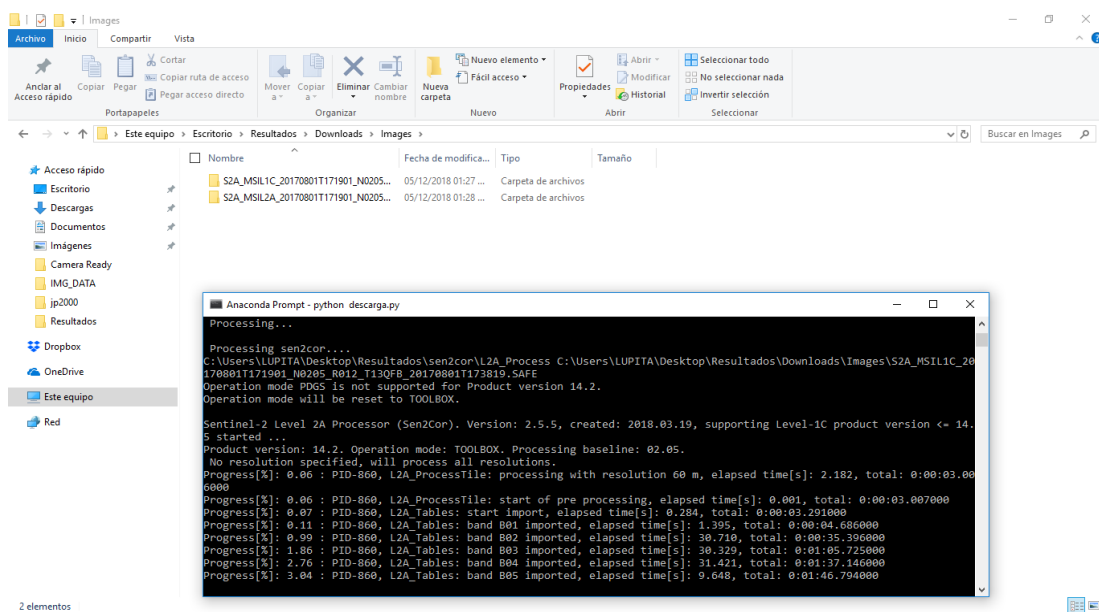 Images
Archivo Inicio Compartir Vista
Anclar al Acceso rápido
Copiar
Pegar
Cortar
Copiar ruta de acceso
Pegar acceso directo
Portapapeles
Mover a
Copiar a
Eliminar
Cambiar nombre
Organizar
Nueva carpeta
Nuevo elemento
Fácil acceso
Nuevo
Propiedades
Abrir
Modificar
Historial
Abrir
Seleccionar todo
No seleccionar nada
Invertir selección
Seleccionar
Este equipo > Escritorio > Resultados > Downloads > Images >
Buscar en Images
Acceso rápido
Escritorio
Descargas
Documentos
Imágenes
Camera Ready
IMG_DATA
jp2000
Resultados
Dropbox
OneDrive
Este equipo
Red
Nombre Fecha de modifica... Tipo Tamaño
S2A_MSIL1C_20170801T171901_N0205... 05/12/2018 01:27 ... Carpeta de archivos
S2A_MSIL2A_20170801T171901_N0205... 05/12/2018 01:28 ... Carpeta de archivos
Anaconda Prompt - python descarga.py
Processing...
Processing sen2cor....
C:\Users\LUPITA\Desktop\Resultados\sen2cor\L2A_Process C:\Users\LUPITA\Desktop\Resultados\Downloads\Images\S2A_MSIL1C_20
170801T171901_N0205_R012_T13QFB_20170801T173819.SAFE
Operation mode PDGS is not supported for Product version 14.2.
Operation mode will be reset to TOOLBOX.
Sentinel-2 Level 2A Processor (Sen2Cor). Version: 2.5.5, created: 2018.03.19, supporting Level-1C product version <= 14.
5 started ...
Product version: 14.2. Operation mode: TOOLBOX. Processing baseline: 02.05.
No resolution specified, will process all resolutions.
Progress[%]: 0.06 : PID-860, L2A_ProcessTile: processing with resolution 60 m, elapsed time[s]: 2.182, total: 0:00:03.00
6000
Progress[%]: 0.06 : PID-860, L2A_ProcessTile: start of pre processing, elapsed time[s]: 0.001, total: 0:00:03.007000
Progress[%]: 0.07 : PID-860, L2A_Tables: start import, elapsed time[s]: 0.284, total: 0:00:03.291000
Progress[%]: 0.11 : PID-860, L2A_Tables: band B01 imported, elapsed time[s]: 1.395, total: 0:00:04.686000
Progress[%]: 0.99 : PID-860, L2A_Tables: band B02 imported, elapsed time[s]: 30.710, total: 0:00:35.396000
Progress[%]: 1.86 : PID-860, L2A_Tables: band B03 imported, elapsed time[s]: 30.329, total: 0:01:05.725000
Progress[%]: 2.76 : PID-860, L2A_Tables: band B04 imported, elapsed time[s]: 31.421, total: 0:01:37.146000
Progress[%]: 3.04 : PID-860, L2A_Tables: band B05 imported, elapsed time[s]: 9.648, total: 0:01:46.794000
2 elementos